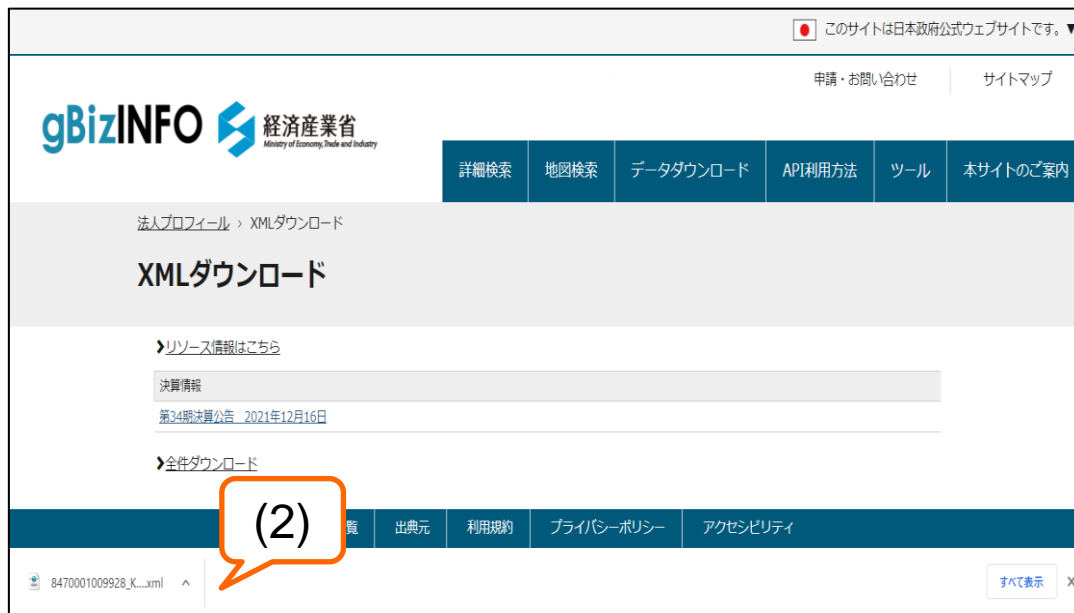 このサイトは日本政府公式ウェブサイトです。▼
申請・お問い合わせ サイトマップ
gBizINFO 経済産業省
Ministry of Economy, Trade and Industry
詳細検索 地図検索 データダウンロード API利用方法 ツール 本サイトのご案内
法人プロフィール › XMLダウンロード
XMLダウンロード
リソース情報はこちら
決算情報
第34期決算公告 2021年12月16日
全件ダウンロード
(2)
覧 出典元 利用規約 プライバシーポリシー アクセシビリティ
8470001009928_K....xml ^ すべて表示 X